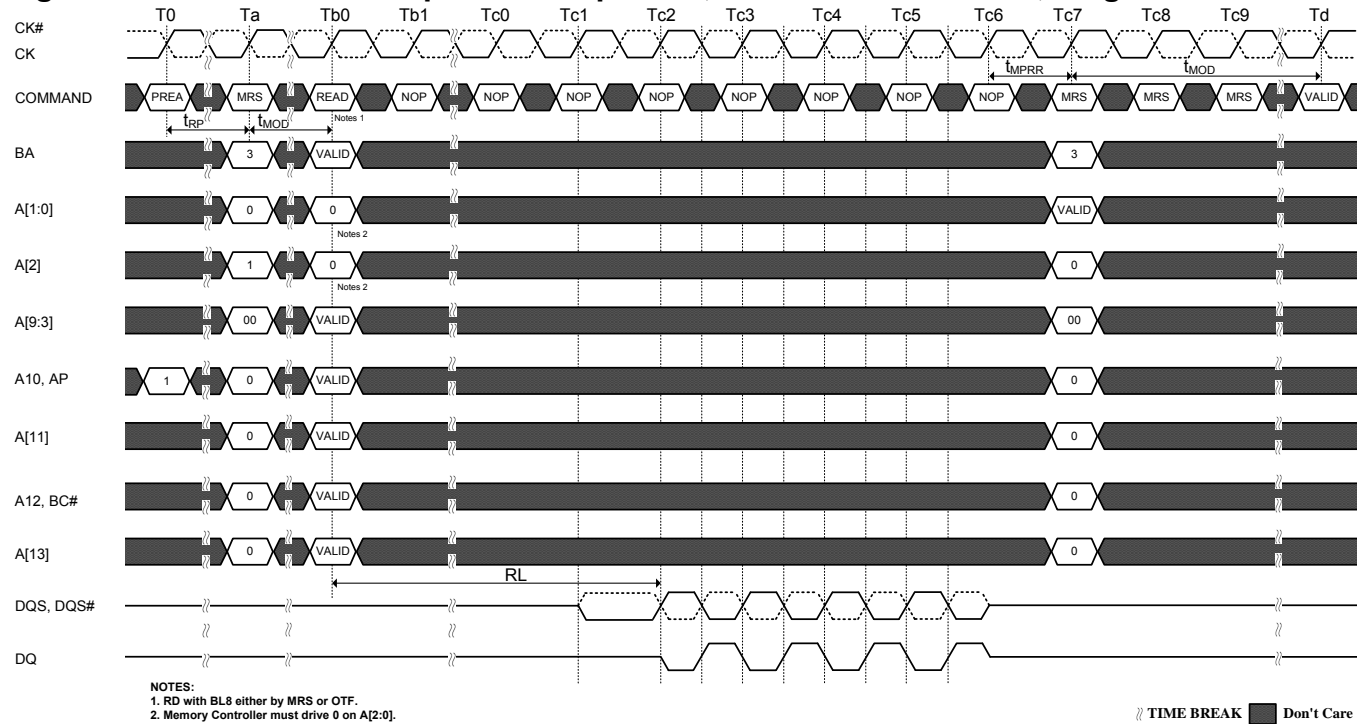 T0 Ta Tb0 Tb1 Tc0 Tc1 Tc2 Tc3 Tc4 Tc5 Tc6 Tc7 Tc8 Tc9 Td
CK#
CK
tMPRR tMOD
COMMAND PREA MRS READ NOP NOP NOP NOP NOP NOP NOP NOP MRS MRS MRS VALID
Notes 1
tRP tMOD
BA 3 VALID 3
A[1:0] 0 0 VALID
Notes 2
A[2] 1 0 0
Notes 2
A[9:3] 00 VALID 00
A10, AP 1 0 VALID 0
A[11] 0 VALID 0
A12, BC# 0 VALID 0
A[13] 0 VALID 0
RL
DQS, DQS#
DQ
NOTES:
1. RD with BL8 either by MRS or OTF.
2. Memory Controller must drive 0 on A[2:0].
TIME BREAK Don't Care